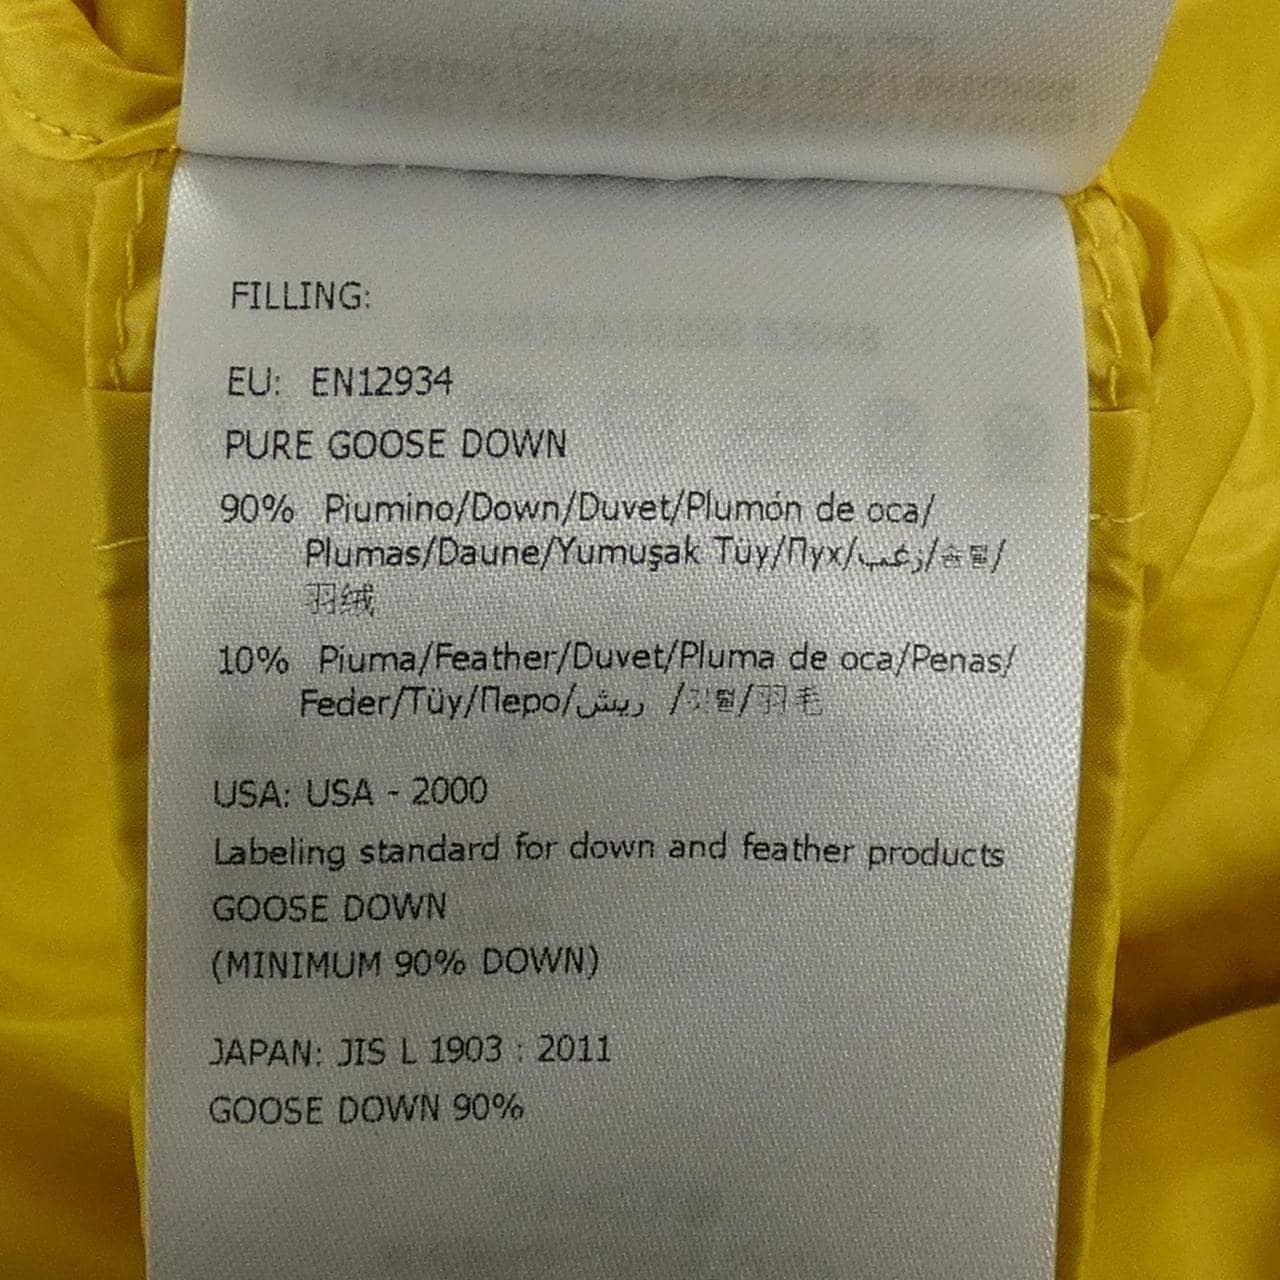 FILLING:
EU: EN12934
PURE GOOSE DOWN
90% Piumino/Down/Duvet/Plumón de oca/
Plumas/Daune/Yumuşak Tüy/Пух/زغب/솜털/
羽绒
10% Piuma/Feather/Duvet/Pluma de oca/Penas/
Feder/Tüy/Перо/ريش /깃털/羽毛
USA: USA - 2000
Labeling standard for down and feather products
GOOSE DOWN
(MINIMUM 90% DOWN)
JAPAN: JIS L 1903 : 2011
GOOSE DOWN 90%